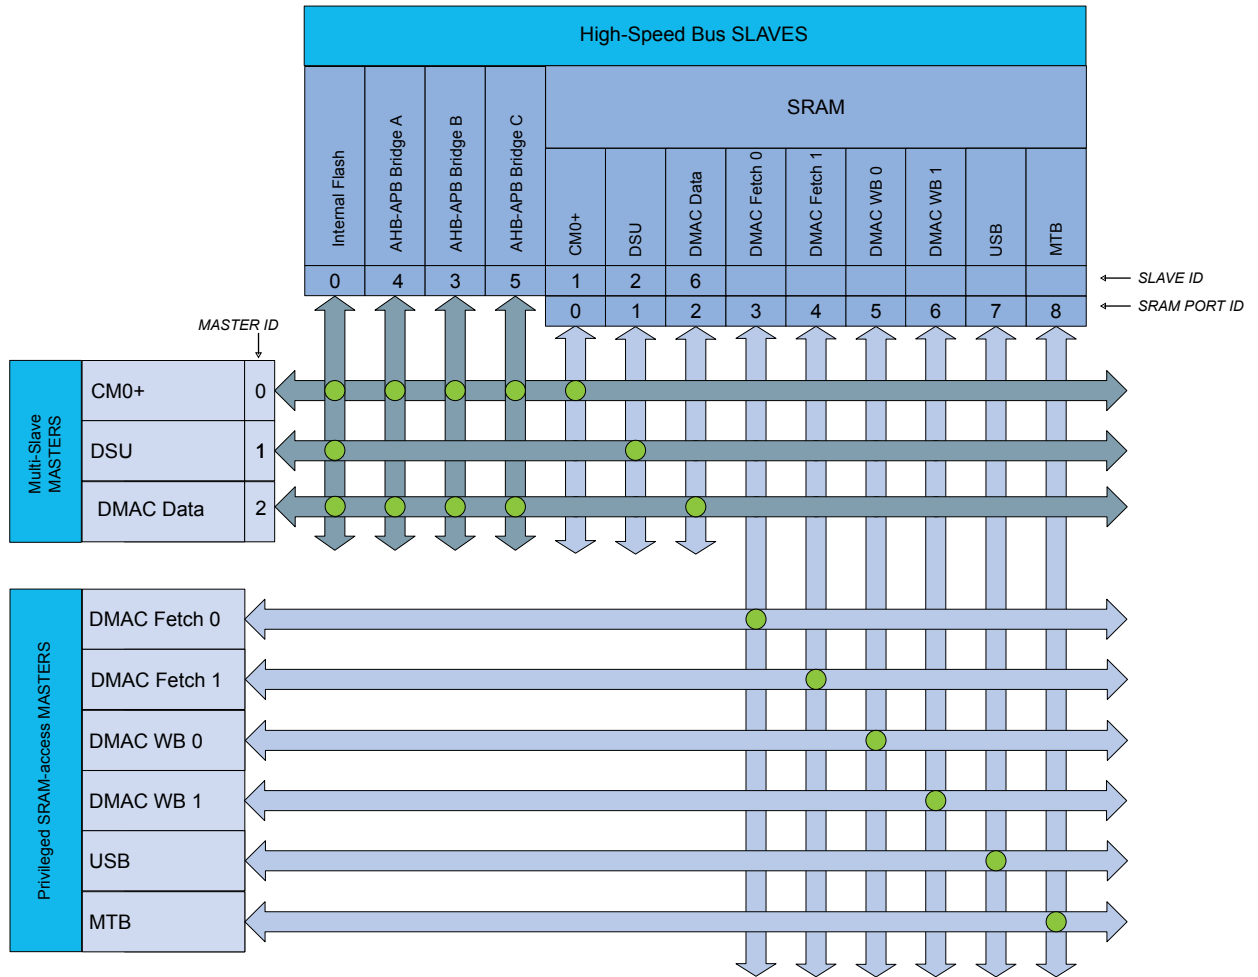 High-Speed Bus SLAVES
SRAM
Internal Flash
AHB-APB Bridge A
AHB-APB Bridge B
AHB-APB Bridge C
CM0+
DSU
DMAC Data
DMAC Fetch 0
DMAC Fetch 1
DMAC WB 0
DMAC WB 1
USB
MTB
0 4 3 5 1 2 6 SLAVE ID
0 1 2 3 4 5 6 7 8 SRAM PORT ID
MASTER ID
Multi-Slave
MASTERS
CM0+ 0
DSU 1
DMAC Data 2
Privileged SRAM-access MASTERS
DMAC Fetch 0
DMAC Fetch 1
DMAC WB 0
DMAC WB 1
USB
MTB